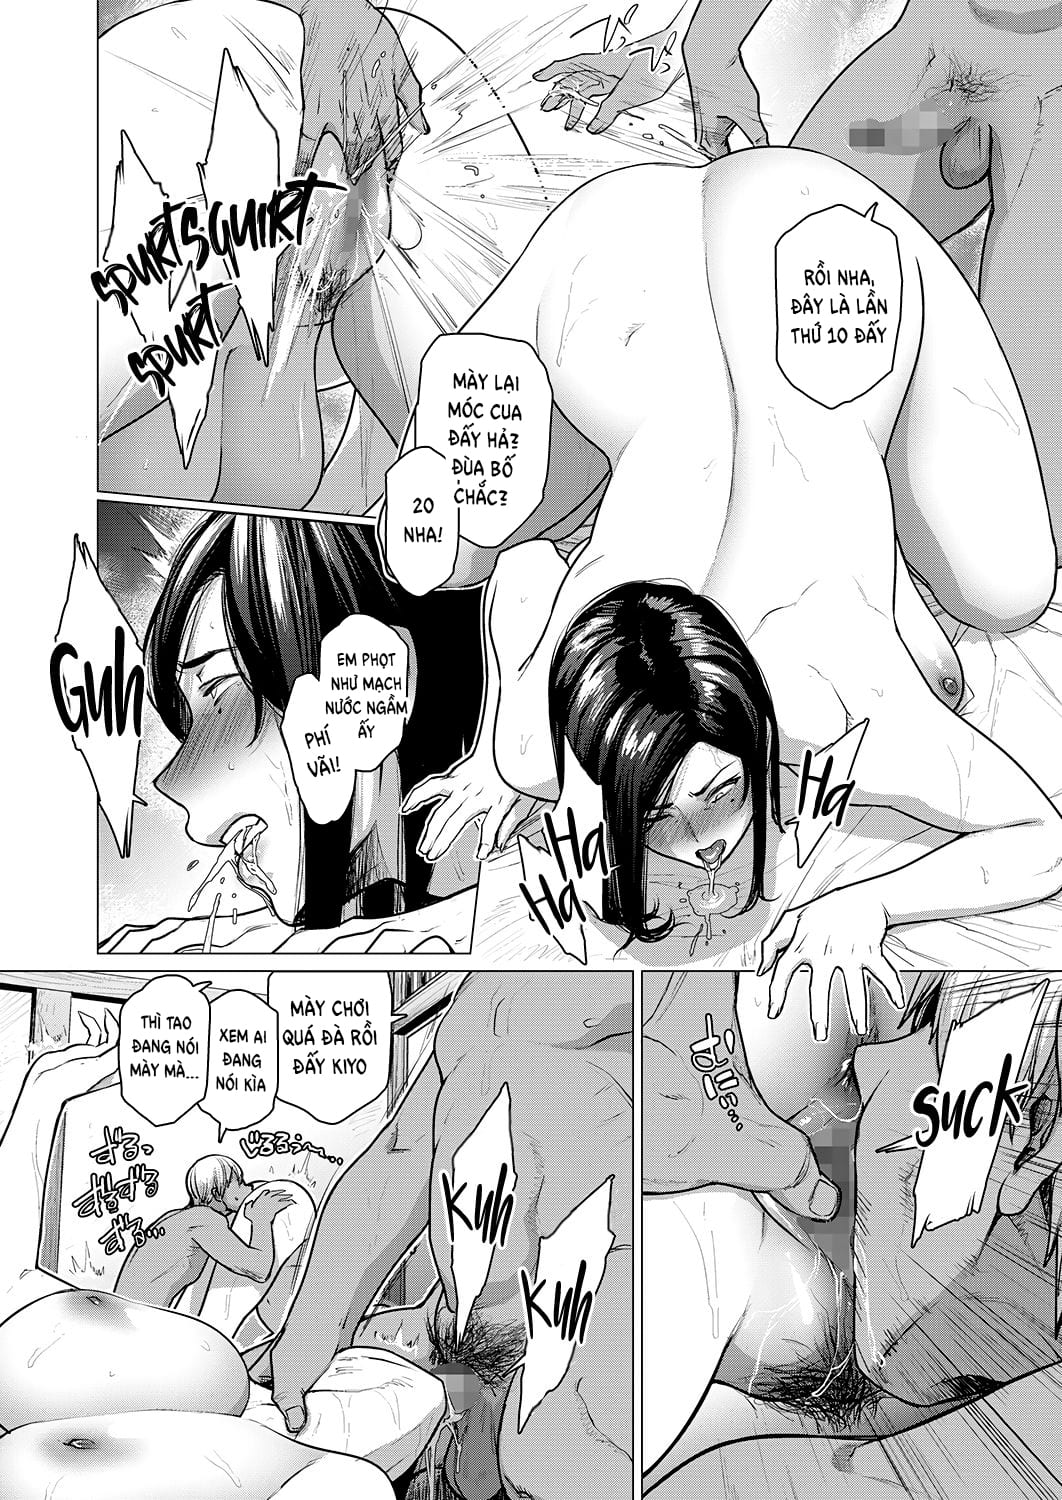 RỒI NHA,
ĐÂY LÀ LẦN
THỨ 10 ĐẤY
MÀY LẠI
MÓC CUA
ĐẤY HẢ?
ĐÙA BỐ
CHẮC?
20
NHA!
SPURT SQUIRT
SPURT
EM PHỌT
NHƯ MẠCH
NƯỚC NGẦM
ẤY
PHÍ
VÃI!
GUH
HA
HA
HA
MÀY CHƠI
QUÁ ĐÀ RỒI
ĐẤY KIYO
XEM AI
ĐANG
NÓI KÌA
THÌ TAO
ĐANG NÓI
MÀY MÀ...
SUCK
KUH
KUH